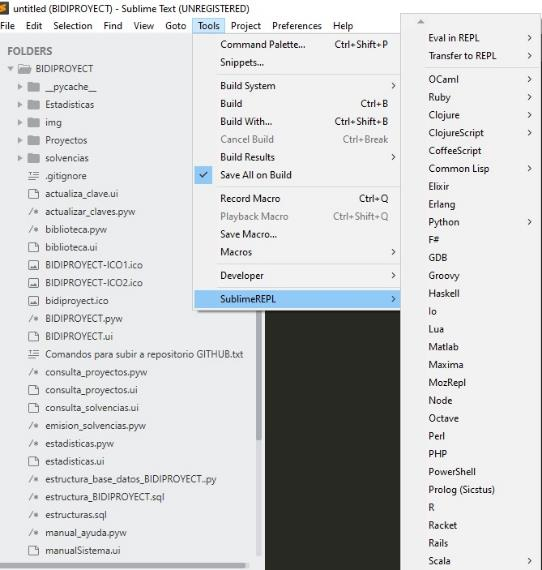 untitled (BIDIPROYECT) - Sublime Text (UNREGISTERED)
File Edit Selection Find View Goto Tools Project Preferences Help
FOLDERS
BIDIPROYECT
__pycache__
Estadisticas
img
Proyectos
solvencias
.gitignore
actualiza_clave.ui
actualizar_claves.pyw
biblioteca.pyw
biblioteca.ui
BIDIPROYECT-ICO1.ico
BIDIPROYECT-ICO2.ico
bidiproyect.ico
BIDIPROYECT.pyw
BIDIPROYECT.ui
Comandos para subir a repositorio GITHUB.txt
consulta_proyectos.pyw
consulta_proyectos.ui
consulta_solvencias.ui
emision_solvencias.pyw
estadisticas.pyw
estadisticas.ui
estructura_base_datos_BIDIPROYECT..py
estructura_BIDIPROYECT.sql
estructuras.sql
manual_ayuda.pyw
manualSistema.ui
Command Palette... Ctrl+Shift+P
Snippets...
Build System
Build Ctrl+B
Build With... Ctrl+Shift+B
Cancel Build Ctrl+Break
Build Results
Save All on Build
Record Macro Ctrl+Q
Playback Macro Ctrl+Shift+Q
Save Macro...
Macros
Developer
SublimeREPL
Eval in REPL
Transfer to REPL
OCaml
Ruby
Clojure
ClojureScript
CoffeeScript
Common Lisp
Elixir
Erlang
Python
F#
GDB
Groovy
Haskell
Io
Lua
Matlab
Maxima
MozRepl
Node
Octave
Perl
PHP
PowerShell
Prolog (Sicstus)
R
Racket
Rails
Scala